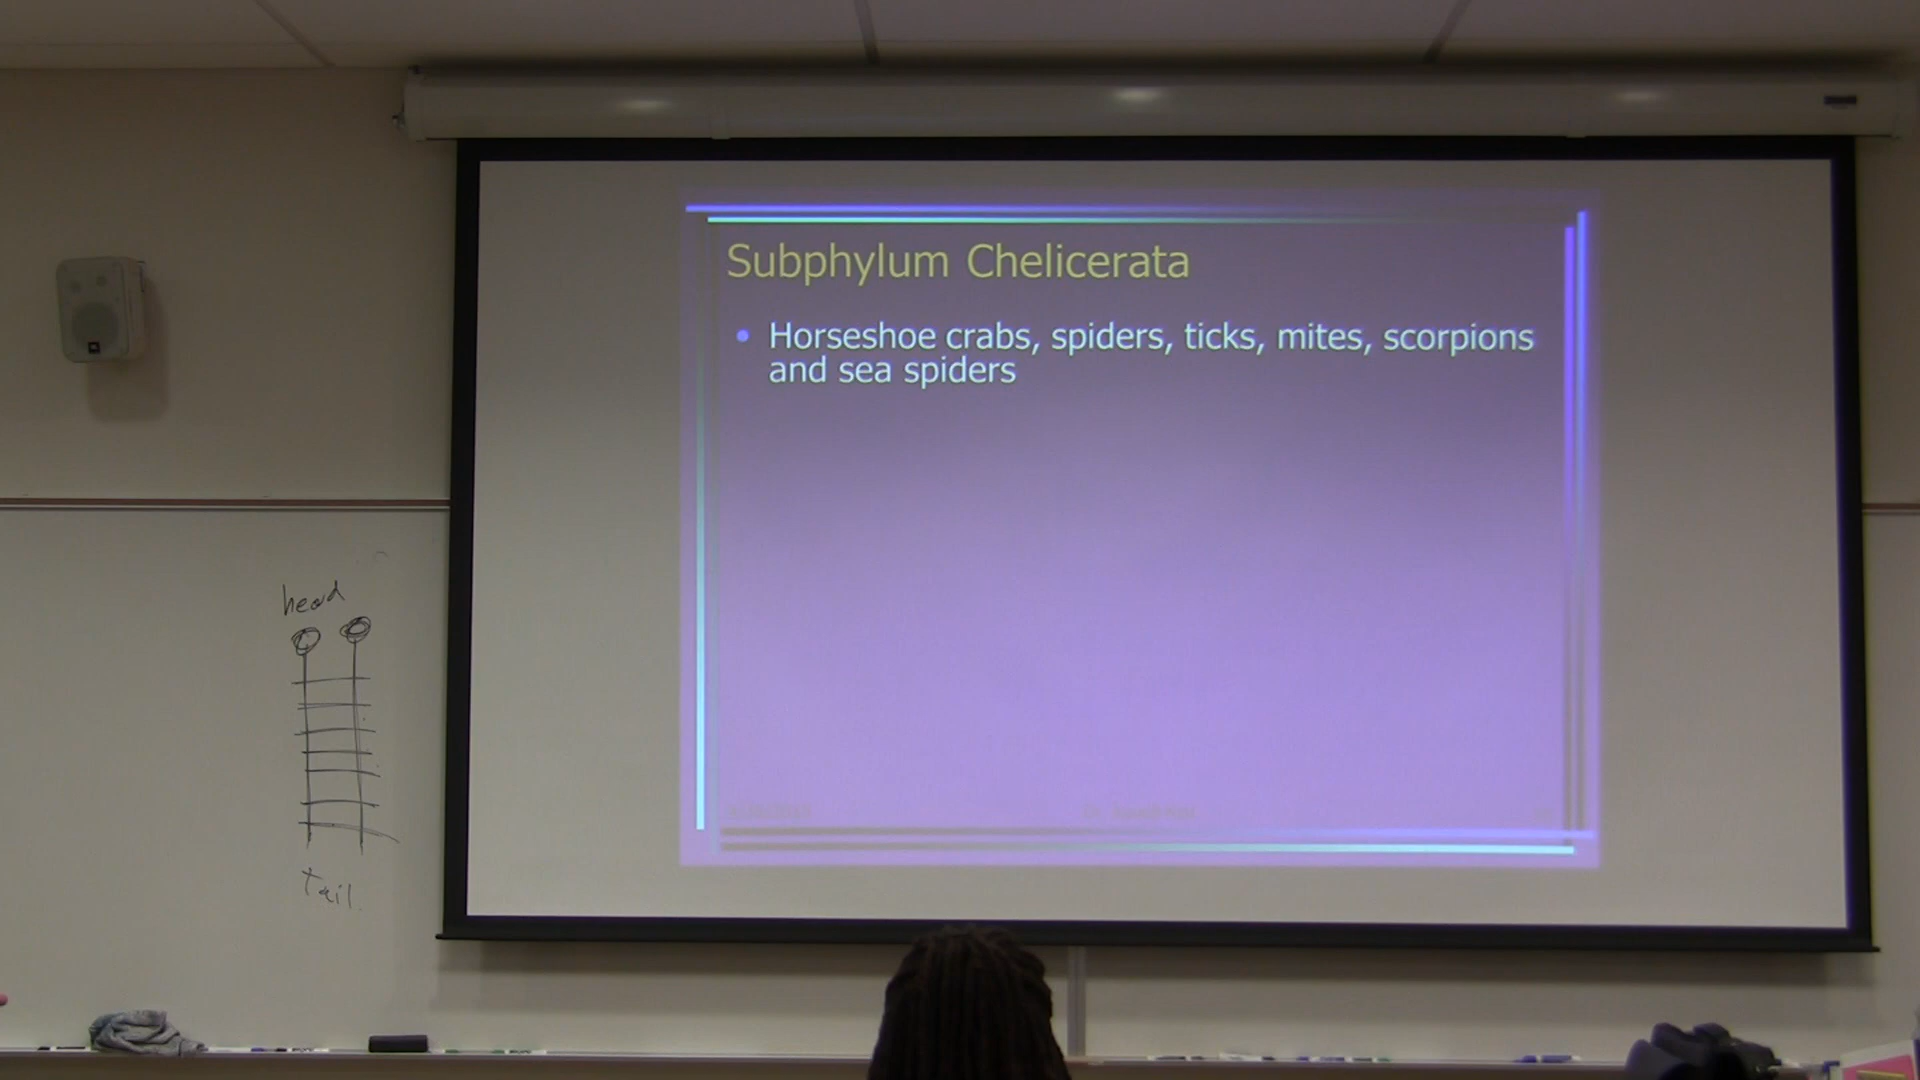 Subphylum Chelicerata
• Horseshoe crabs, spiders, ticks, mites, scorpions
and sea spiders
head
tail